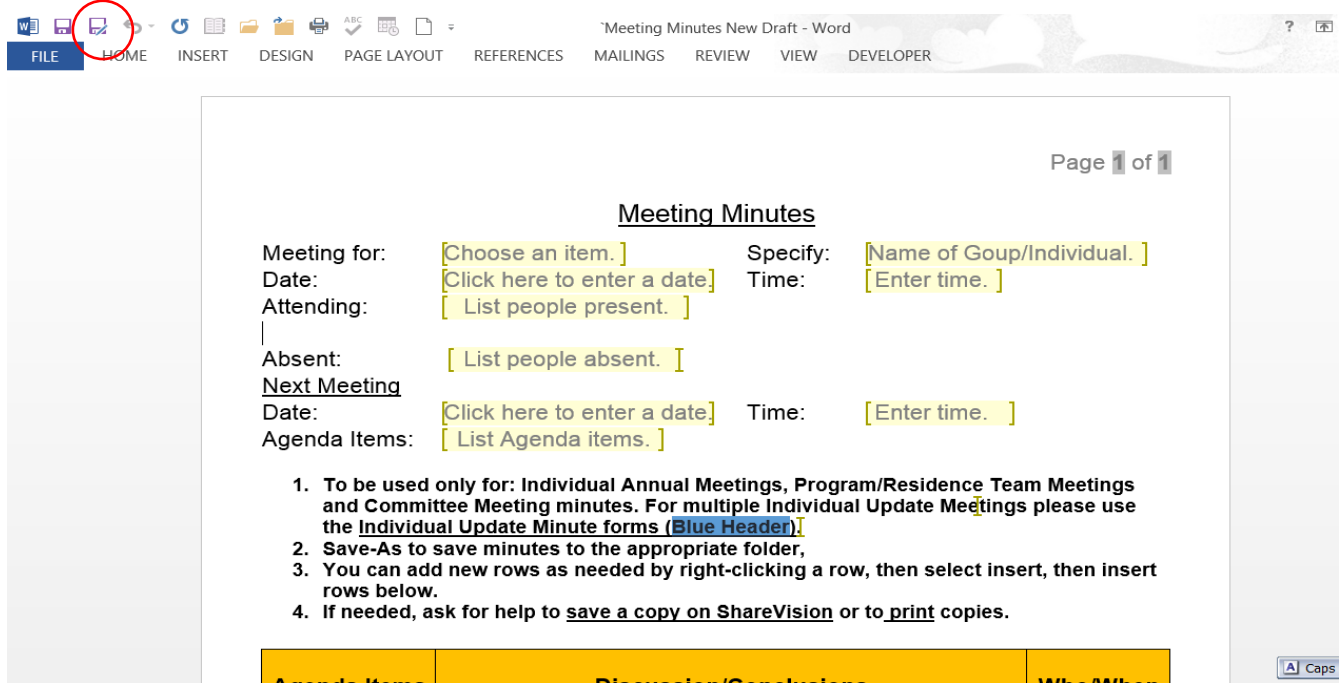 ABC
`Meeting Minutes New Draft - Word
?
FILE HOME INSERT DESIGN PAGE LAYOUT REFERENCES MAILINGS REVIEW VIEW DEVELOPER
Page 1 of 1
Meeting Minutes
Meeting for: [Choose an item. ] Specify: [Name of Goup/Individual. ]
Date: [Click here to enter a date.] Time: [ Enter time. ]
Attending: [ List people present. ]
Absent: [ List people absent. ]
Next Meeting
Date: [Click here to enter a date.] Time: [ Enter time. ]
Agenda Items: [ List Agenda items. ]
1. To be used only for: Individual Annual Meetings, Program/Residence Team Meetings
and Committee Meeting minutes. For multiple Individual Update Meetings please use
the Individual Update Minute forms (Blue Header).
2. Save-As to save minutes to the appropriate folder,
3. You can add new rows as needed by right-clicking a row, then select insert, then insert
rows below.
4. If needed, ask for help to save a copy on ShareVision or to print copies.
A Caps
Agenda Items Discussion/Conclusions Who/When